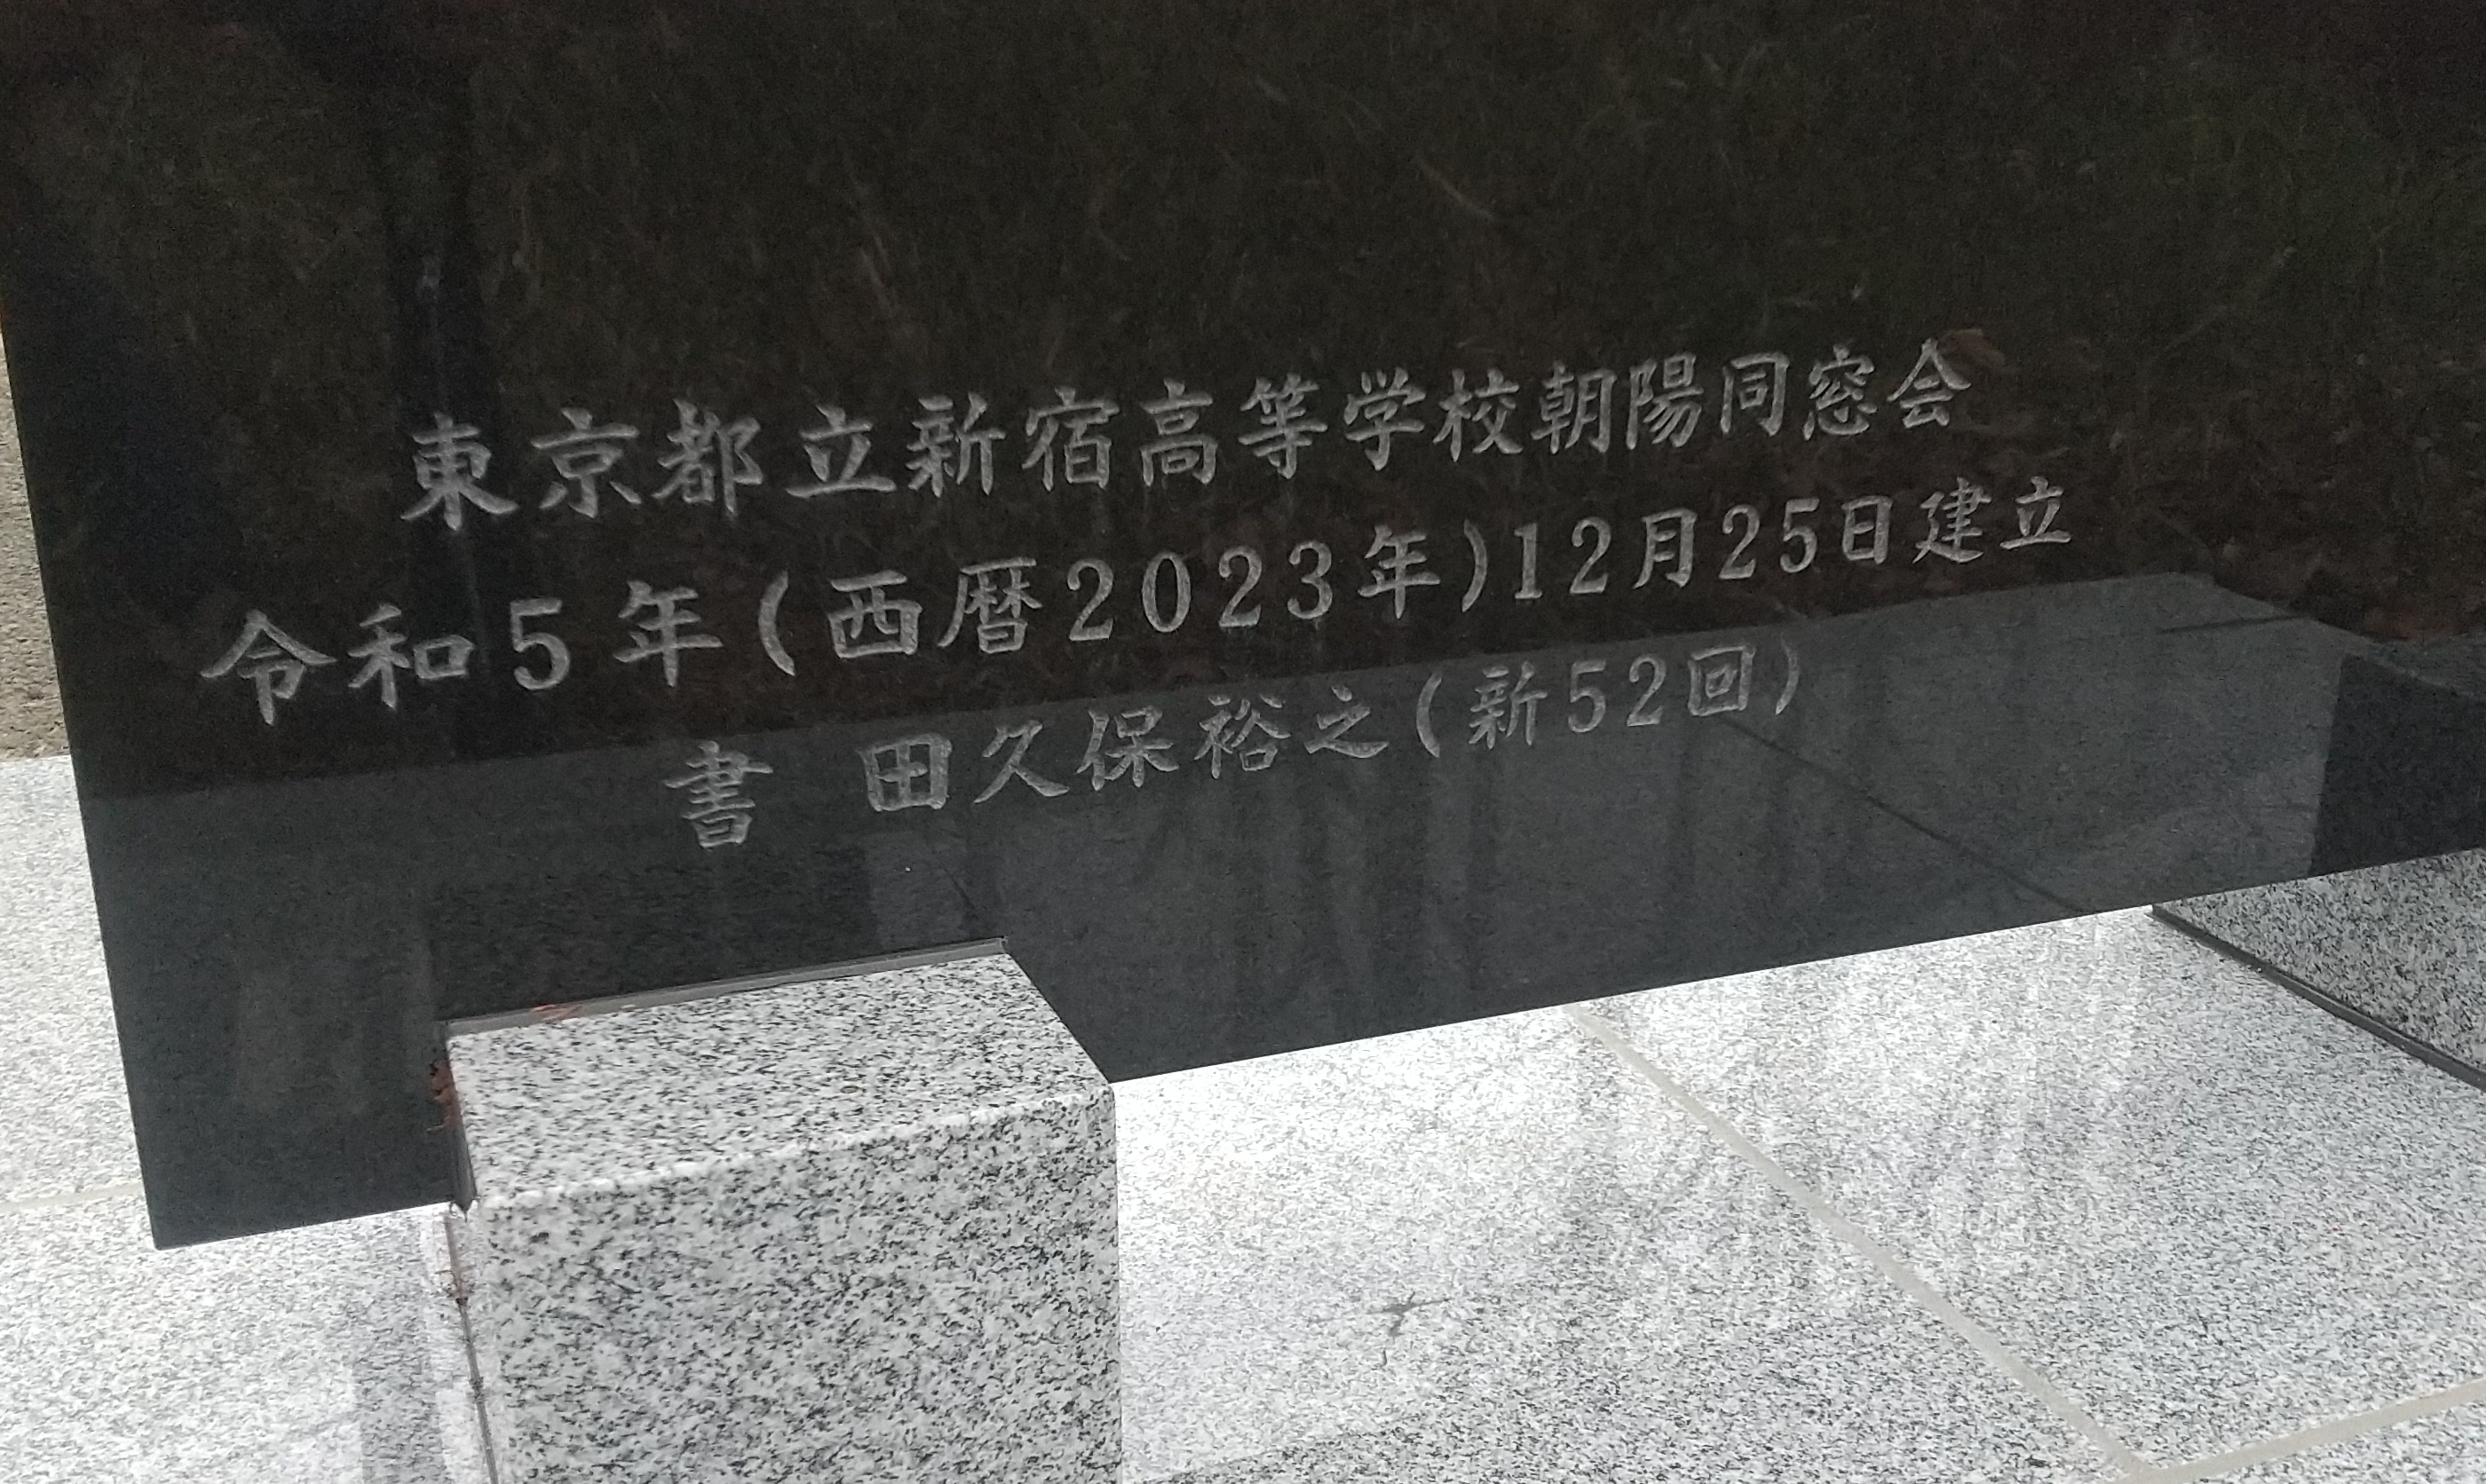 東京都立新宿高等学校朝陽同窓会
令和5年(西暦2023年)12月25日建立
書　田久保裕之(新52回)